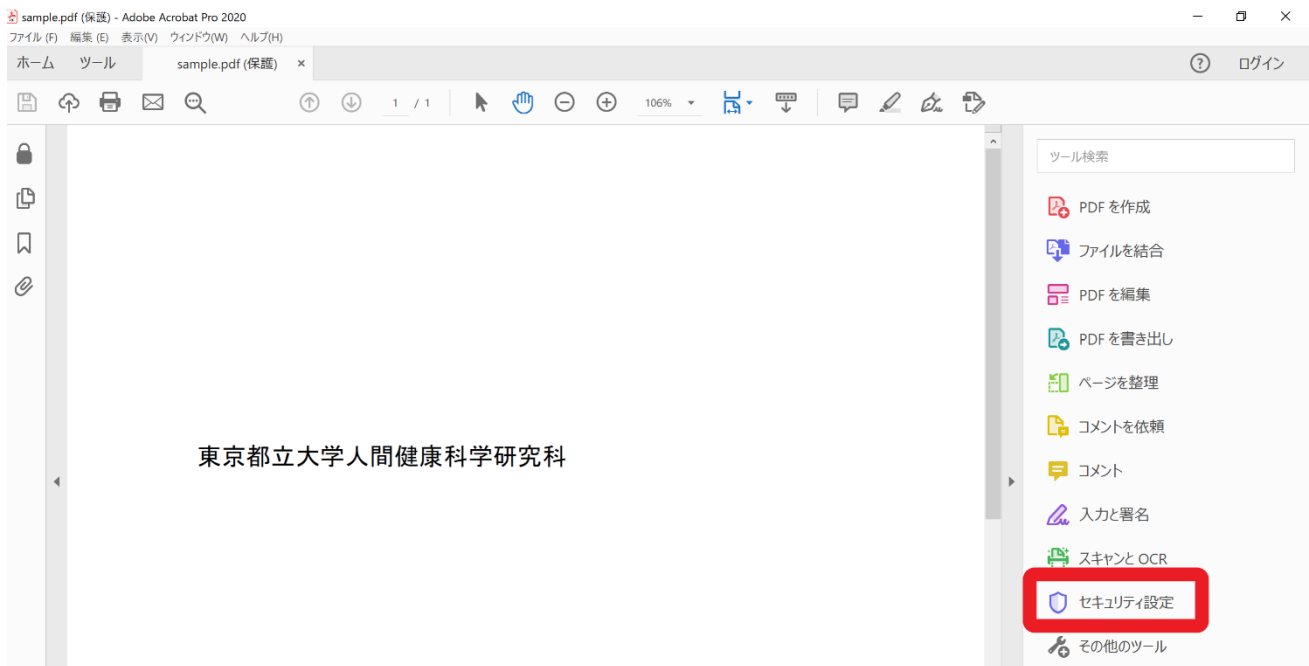 sample.pdf (保護) - Adobe Acrobat Pro 2020
ファイル(F) 編集(E) 表示(V) ウィンドウ(W) ヘルプ(H)
ホーム ツール sample.pdf (保護) × ? ログイン
1 / 1 106%
ツール検索
PDF を作成
ファイルを結合
PDF を編集
PDF を書き出し
ページを整理
コメントを依頼
コメント
入力と署名
スキャンと OCR
セキュリティ設定
その他のツール
東京都立大学人間健康科学研究科